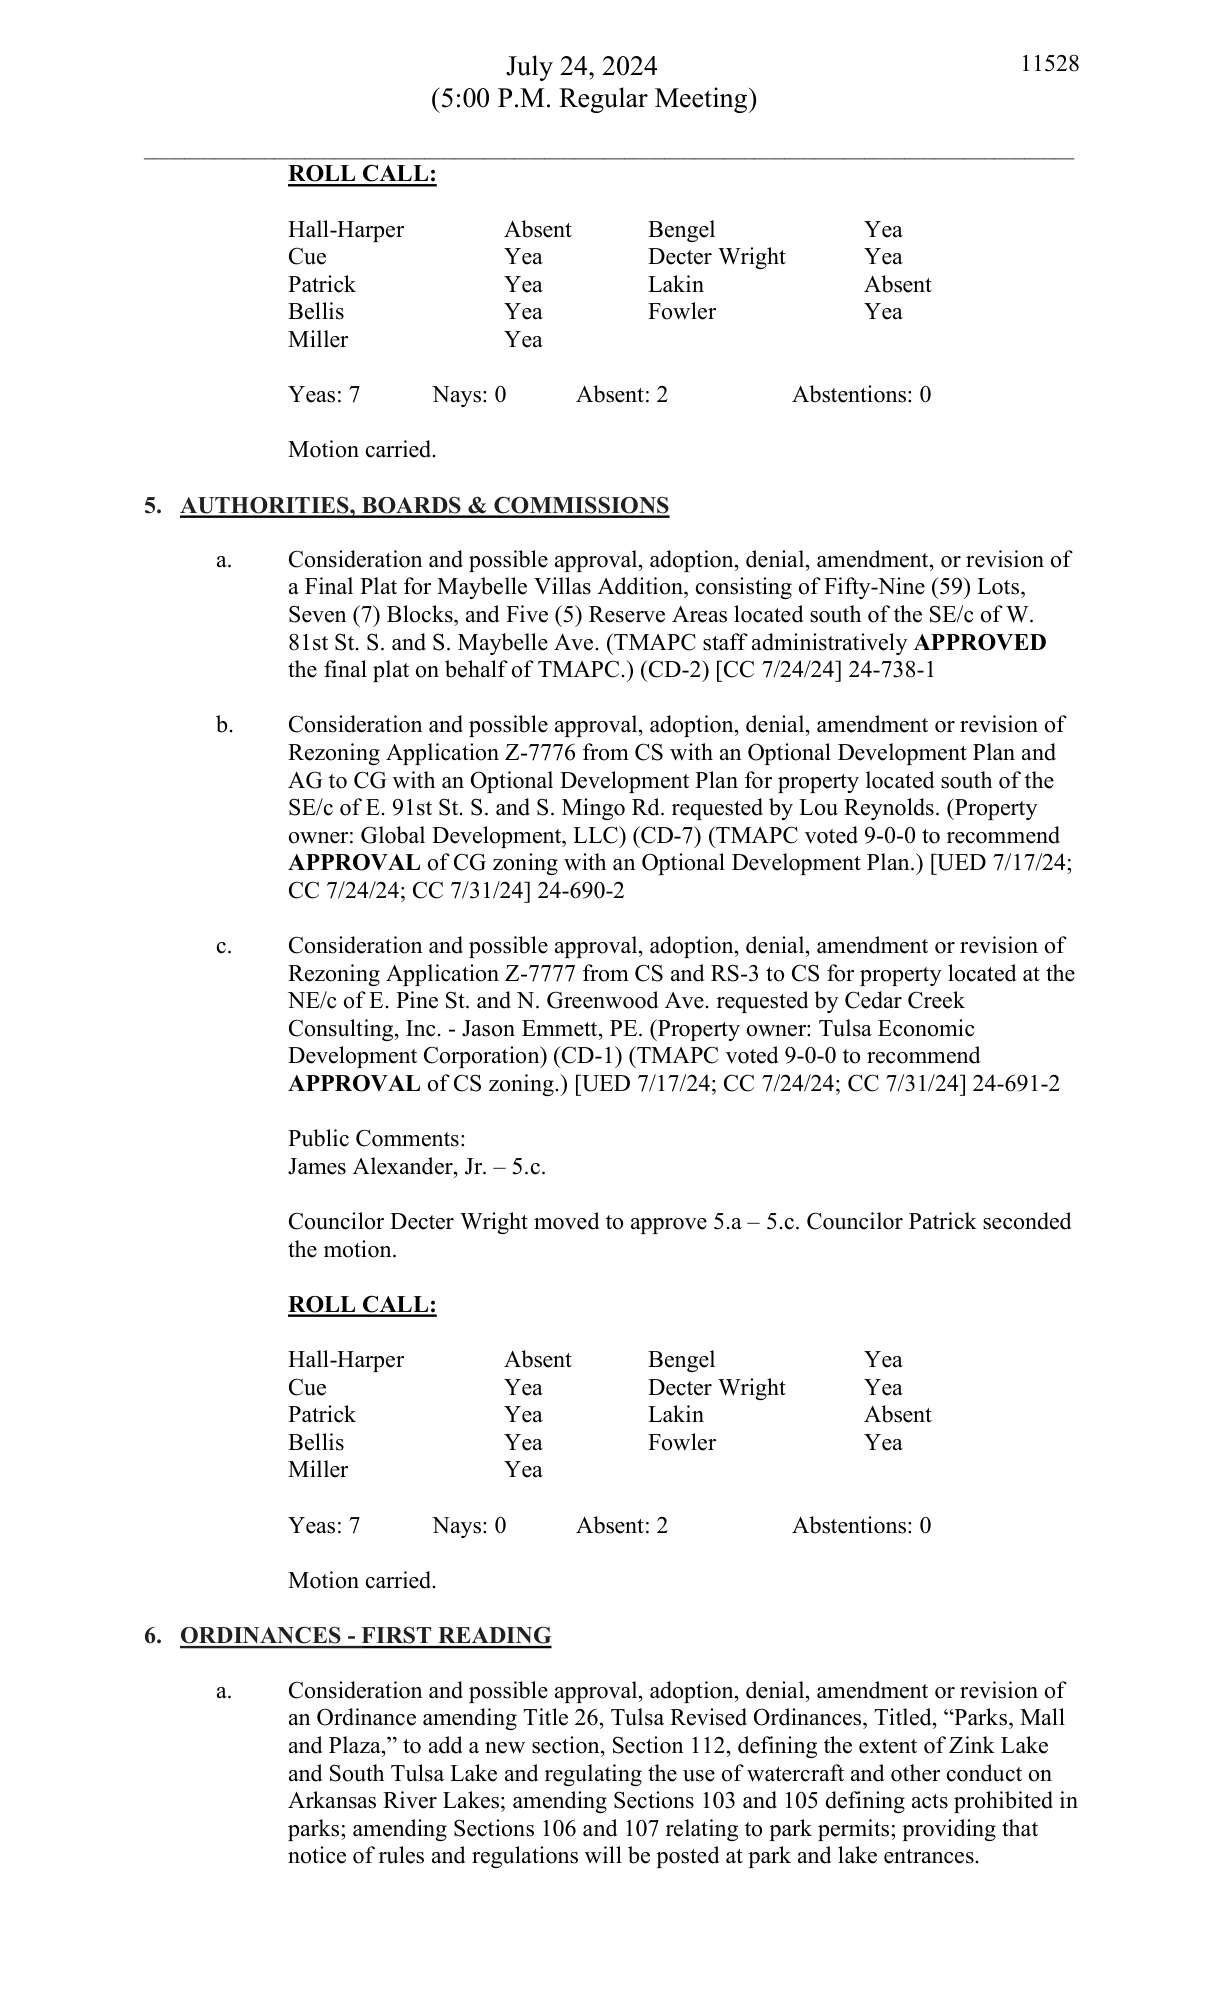 July 24, 2024 11528
(5:00 P.M. Regular Meeting)
ROLL CALL:
Hall-Harper Absent Bengel Yea
Cue Yea Decter Wright Yea
Patrick Yea Lakin Absent
Bellis Yea Fowler Yea
Miller Yea
Yeas: 7 Nays: 0 Absent: 2 Abstentions: 0
Motion carried.
5. AUTHORITIES, BOARDS & COMMISSIONS
a. Consideration and possible approval, adoption, denial, amendment, or revision of
a Final Plat for Maybelle Villas Addition, consisting of Fifty-Nine (59) Lots,
Seven (7) Blocks, and Five (5) Reserve Areas located south of the SE/c of W.
81st St. S. and S. Maybelle Ave. (TMAPC staff administratively APPROVED
the final plat on behalf of TMAPC.) (CD-2) [CC 7/24/24] 24-738-1
b. Consideration and possible approval, adoption, denial, amendment or revision of
Rezoning Application Z-7776 from CS with an Optional Development Plan and
AG to CG with an Optional Development Plan for property located south of the
SE/c of E. 91st St. S. and S. Mingo Rd. requested by Lou Reynolds. (Property
owner: Global Development, LLC) (CD-7) (TMAPC voted 9-0-0 to recommend
APPROVAL of CG zoning with an Optional Development Plan.) [UED 7/17/24;
CC 7/24/24; CC 7/31/24] 24-690-2
c. Consideration and possible approval, adoption, denial, amendment or revision of
Rezoning Application Z-7777 from CS and RS-3 to CS for property located at the
NE/c of E. Pine St. and N. Greenwood Ave. requested by Cedar Creek
Consulting, Inc. - Jason Emmett, PE. (Property owner: Tulsa Economic
Development Corporation) (CD-1) (TMAPC voted 9-0-0 to recommend
APPROVAL of CS zoning.) [UED 7/17/24; CC 7/24/24; CC 7/31/24] 24-691-2
Public Comments:
James Alexander, Jr. – 5.c.
Councilor Decter Wright moved to approve 5.a – 5.c. Councilor Patrick seconded
the motion.
ROLL CALL:
Hall-Harper Absent Bengel Yea
Cue Yea Decter Wright Yea
Patrick Yea Lakin Absent
Bellis Yea Fowler Yea
Miller Yea
Yeas: 7 Nays: 0 Absent: 2 Abstentions: 0
Motion carried.
6. ORDINANCES - FIRST READING
a. Consideration and possible approval, adoption, denial, amendment or revision of
an Ordinance amending Title 26, Tulsa Revised Ordinances, Titled, “Parks, Mall
and Plaza,” to add a new section, Section 112, defining the extent of Zink Lake
and South Tulsa Lake and regulating the use of watercraft and other conduct on
Arkansas River Lakes; amending Sections 103 and 105 defining acts prohibited in
parks; amending Sections 106 and 107 relating to park permits; providing that
notice of rules and regulations will be posted at park and lake entrances.